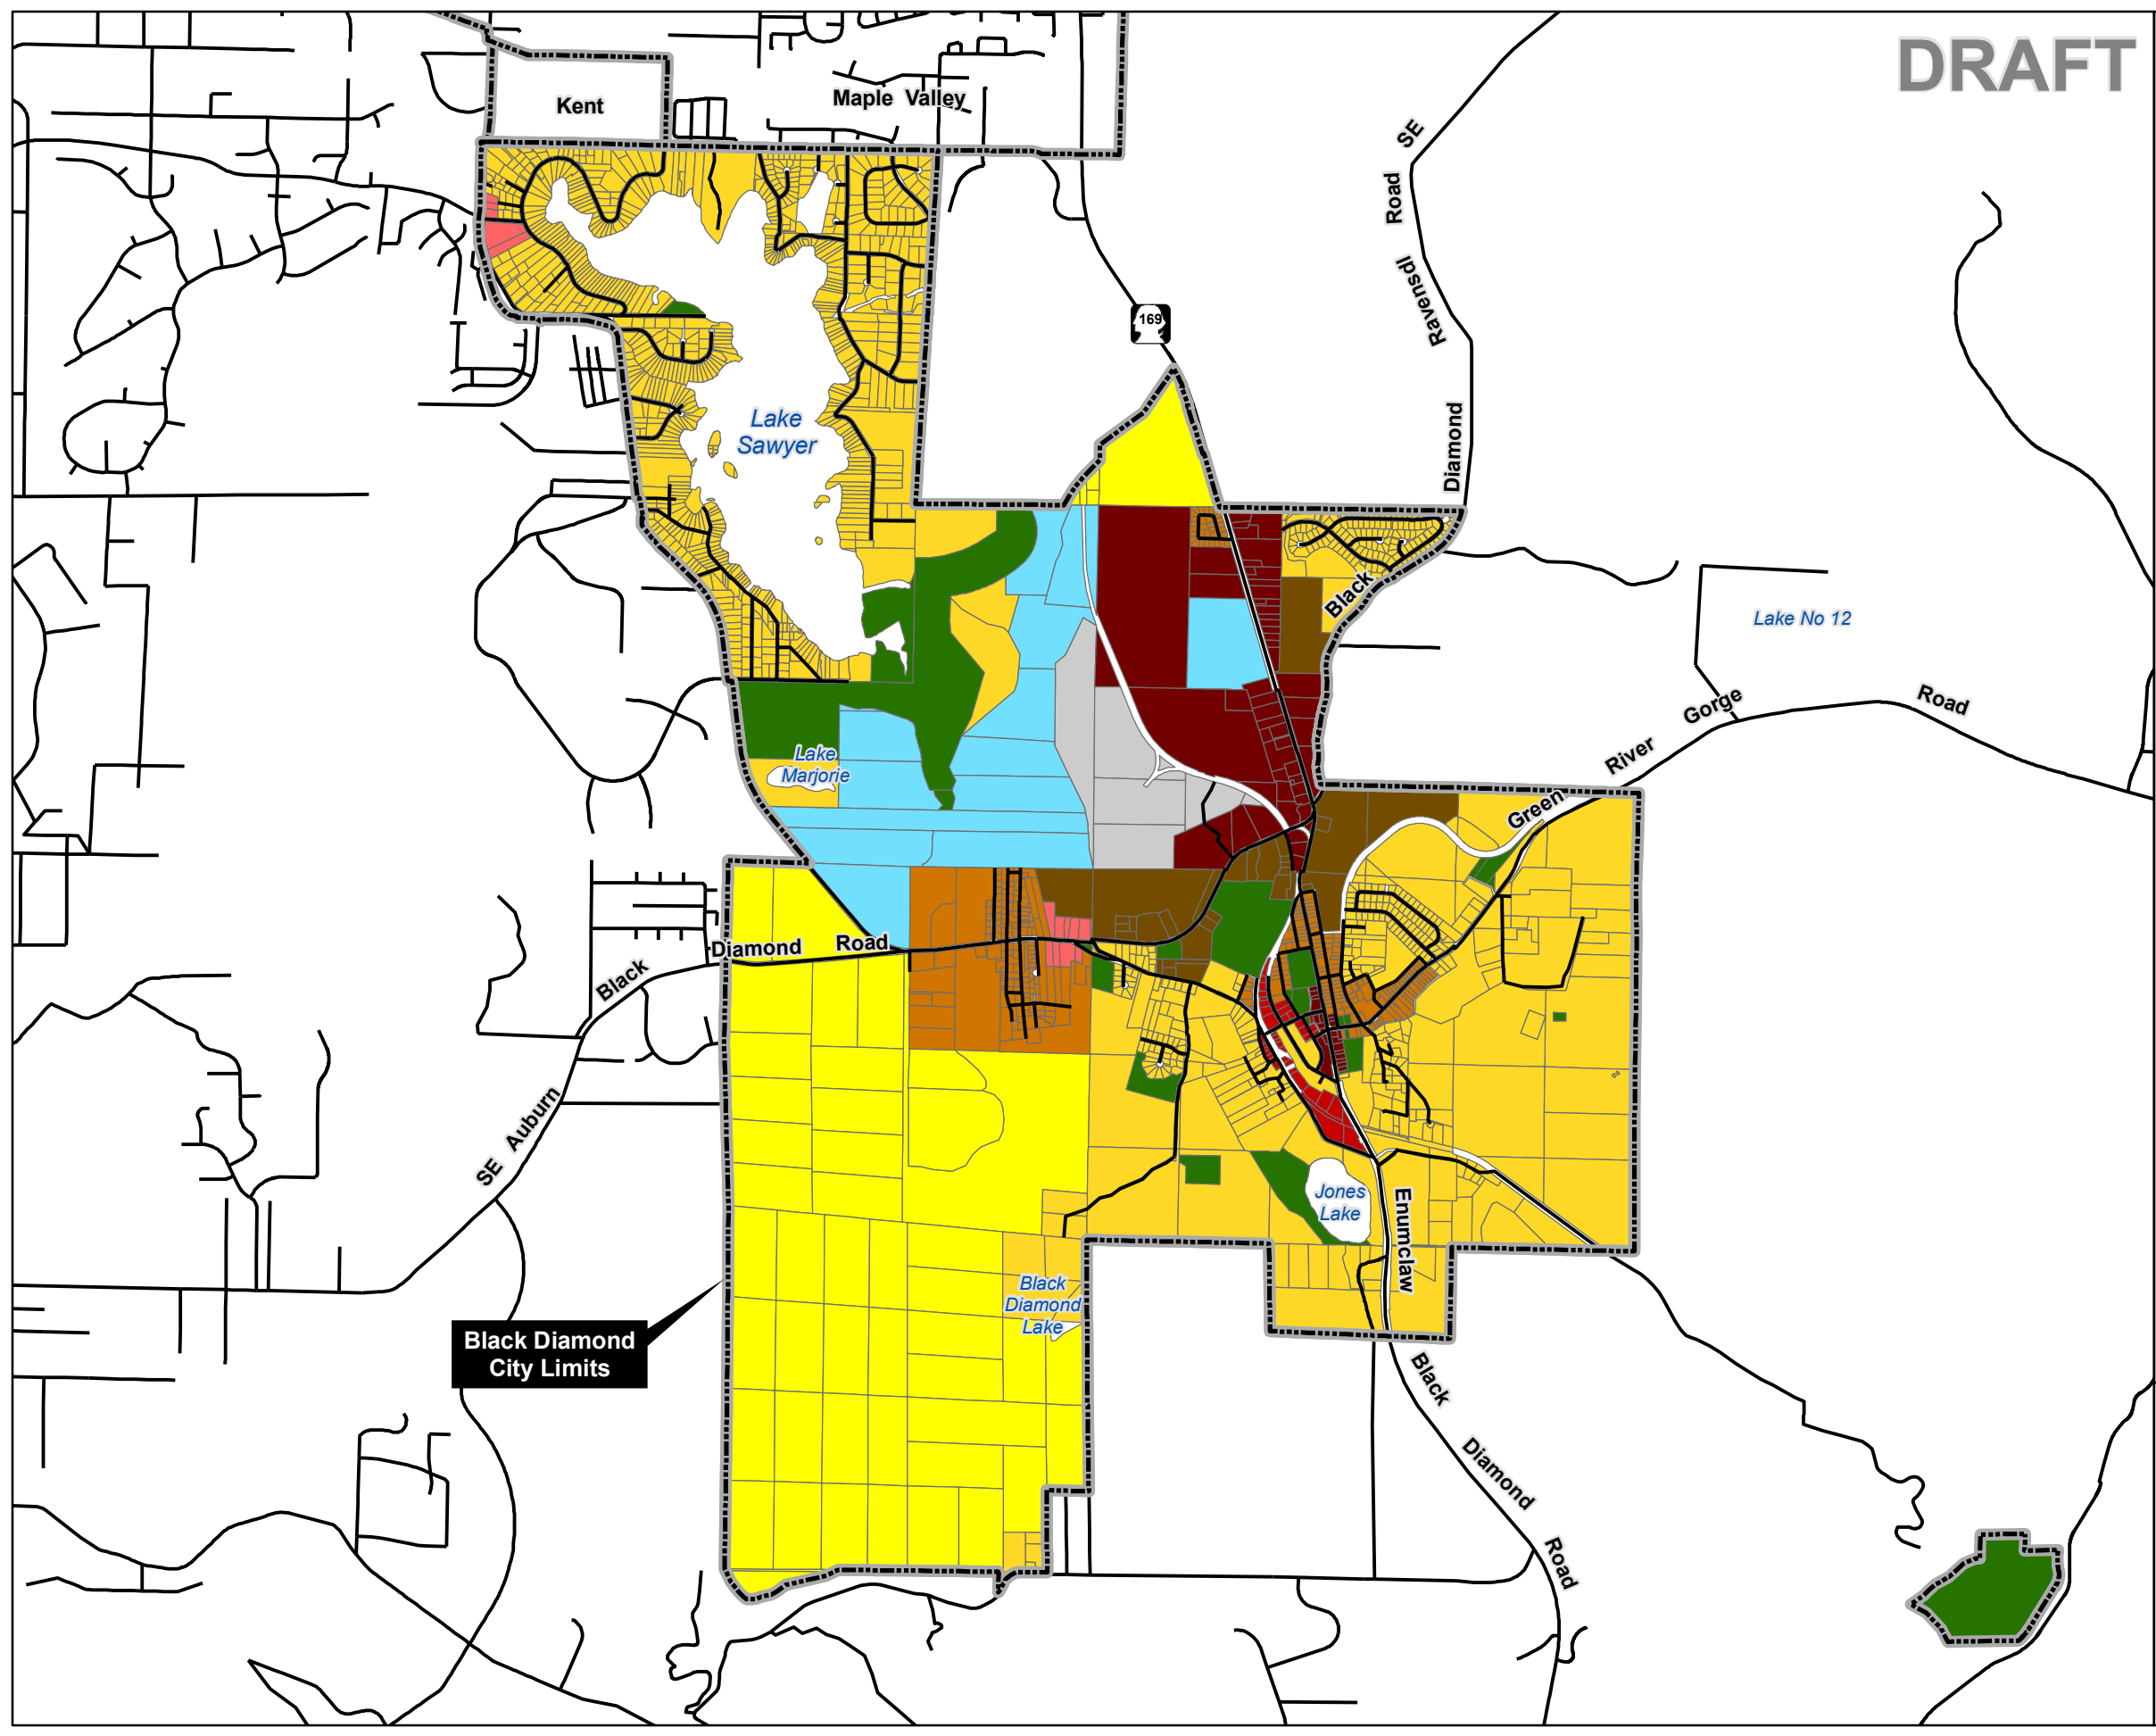 DRAFT
Kent
Maple Valley
SE
Road
Ravensdl
Diamond
Black
169
Lake
Sawyer
Lake No 12
Gorge
Road
River
Green
Lake
Marjorie
Diamond Road
Black
Auburn
SE
Jones
Lake
Enumclaw
Black
Diamond
Lake
Black Diamond
City Limits
Black
Diamond
Road